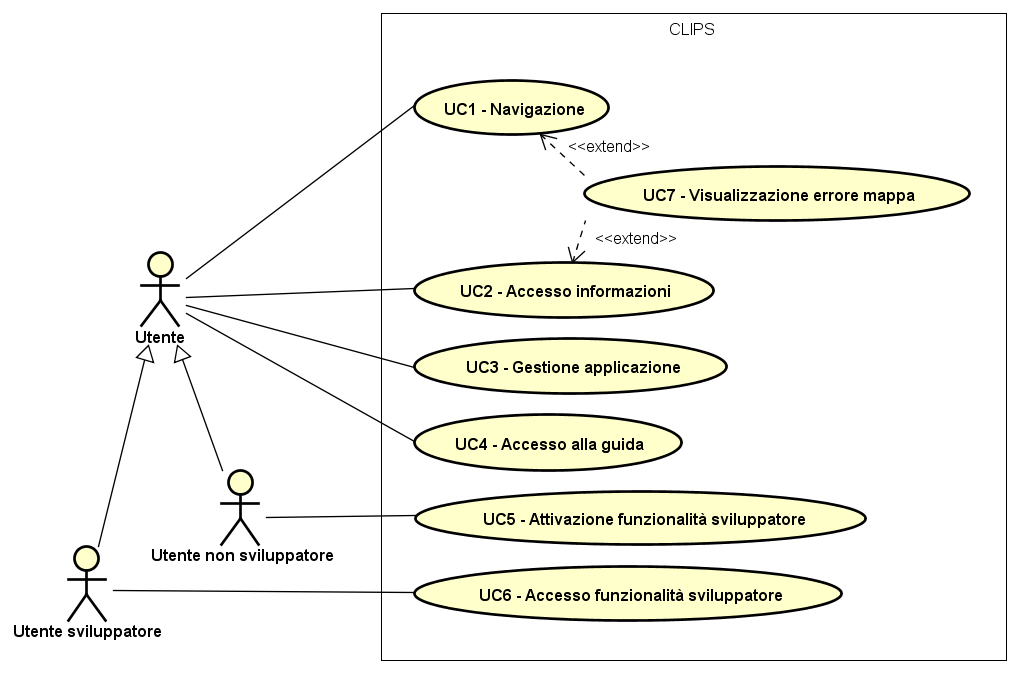 CLIPS
UC1 - Navigazione
<<extend>>
UC7 - Visualizzazione errore mappa
<<extend>>
UC2 - Accesso informazioni
Utente
UC3 - Gestione applicazione
UC4 - Accesso alla guida
UC5 - Attivazione funzionalità sviluppatore
Utente non sviluppatore
UC6 - Accesso funzionalità sviluppatore
Utente sviluppatore